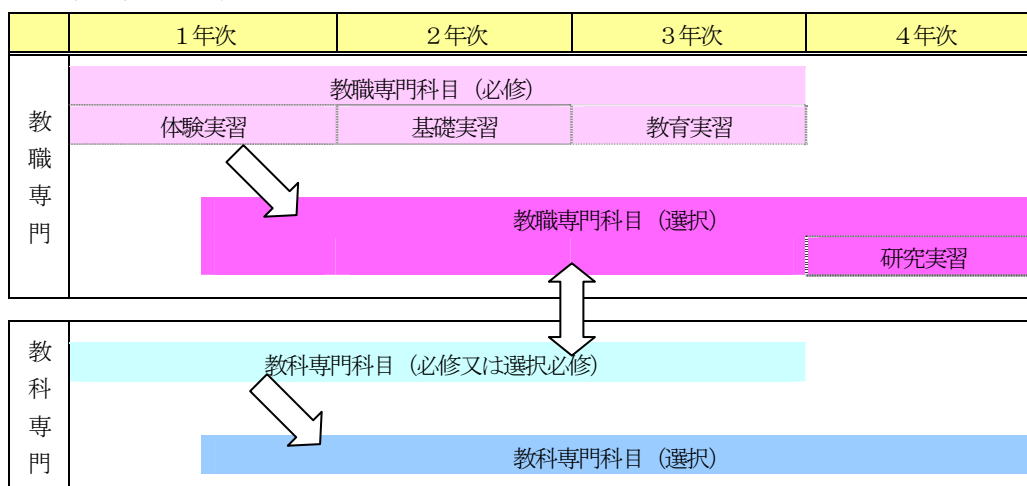 1年次 2年次 3年次 4年次
教職専門
教職専門科目（必修）
体験実習 基礎実習 教育実習
教職専門科目（選択）
研究実習
教科専門
教科専門科目（必修又は選択必修）
教科専門科目（選択）